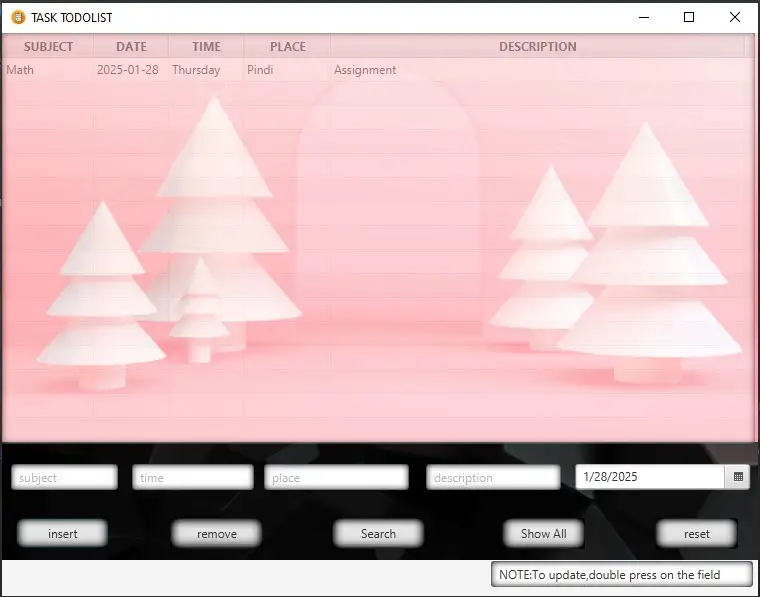 TASK TODOLIST
SUBJECT DATE TIME PLACE DESCRIPTION
Math 2025-01-28 Thursday Pindi Assignment
subject time place description 1/28/2025
insert remove Search Show All reset
NOTE:To update,double press on the field